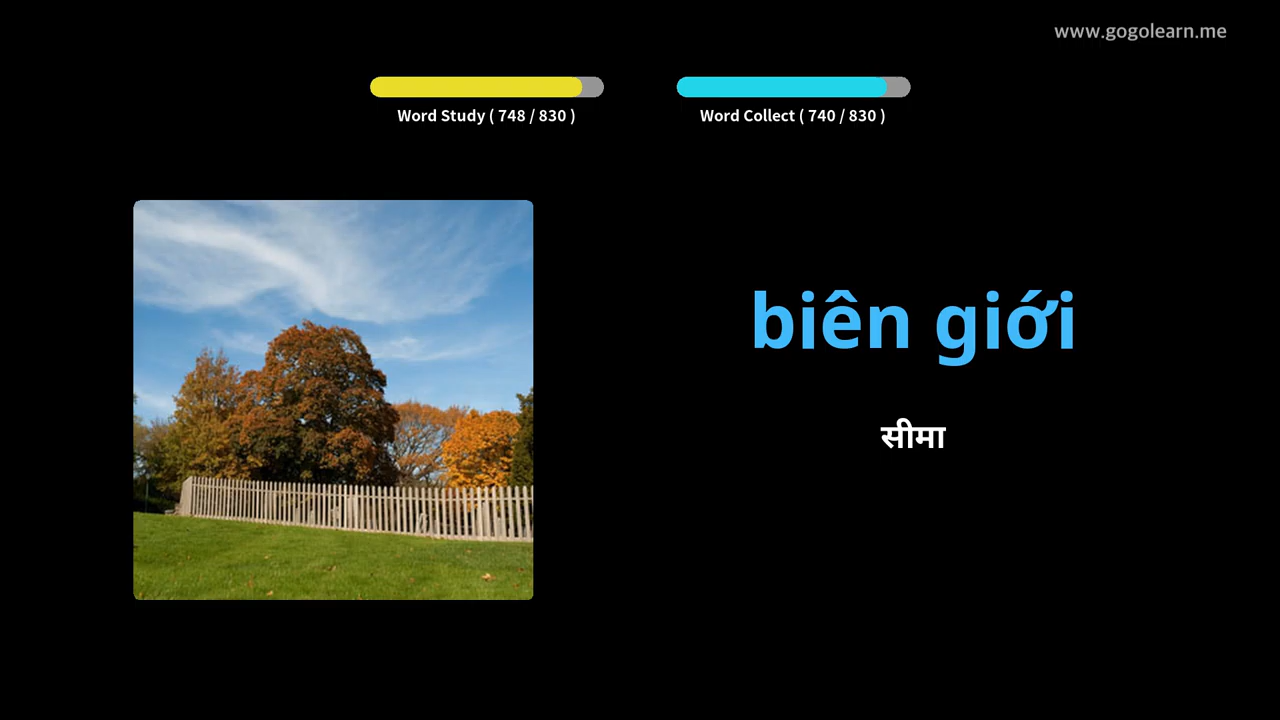 www.gogolearn.me
Word Study ( 748 / 830 )
Word Collect ( 740 / 830 )
biên giới
सीमा